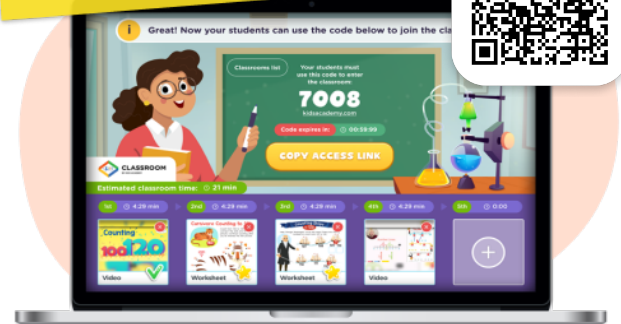 Great! Now your students can use the code below to join the cla
Classrooms list
Your students must
use this code to enter
the classroom:
7008
kidsacademy.com
Code expires in: 00:59:00
COPY ACCESS LINK
CLASSROOM
Estimated classroom time: 21 min
1st 4:29 min
2nd 4:29 min
3rd 4:29 min
4th 4:29 min
5th 0:00
Counting
100 120
Video
Worksheet
Worksheet
Video